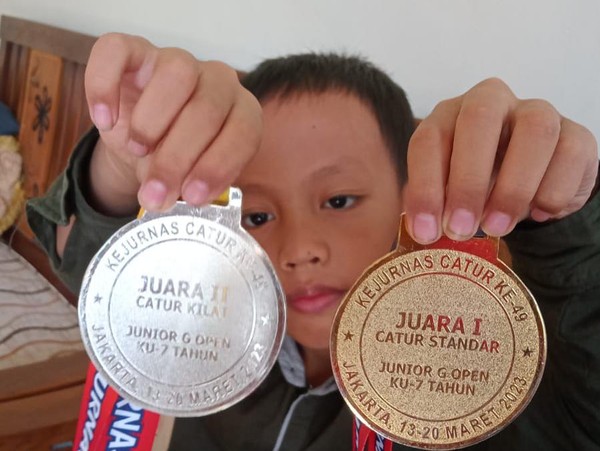 KEJURNAS CATUR KE-49
JUARA II
CATUR KILAT
JUNIOR G OPEN
KU-7 TAHUN
JAKARTA, 13-20 MARET 2023
KEJURNAS CATUR KE-49
JUARA I
CATUR STANDAR
JUNIOR G OPEN
KU-7 TAHUN
JAKARTA, 13-20 MARET 2023